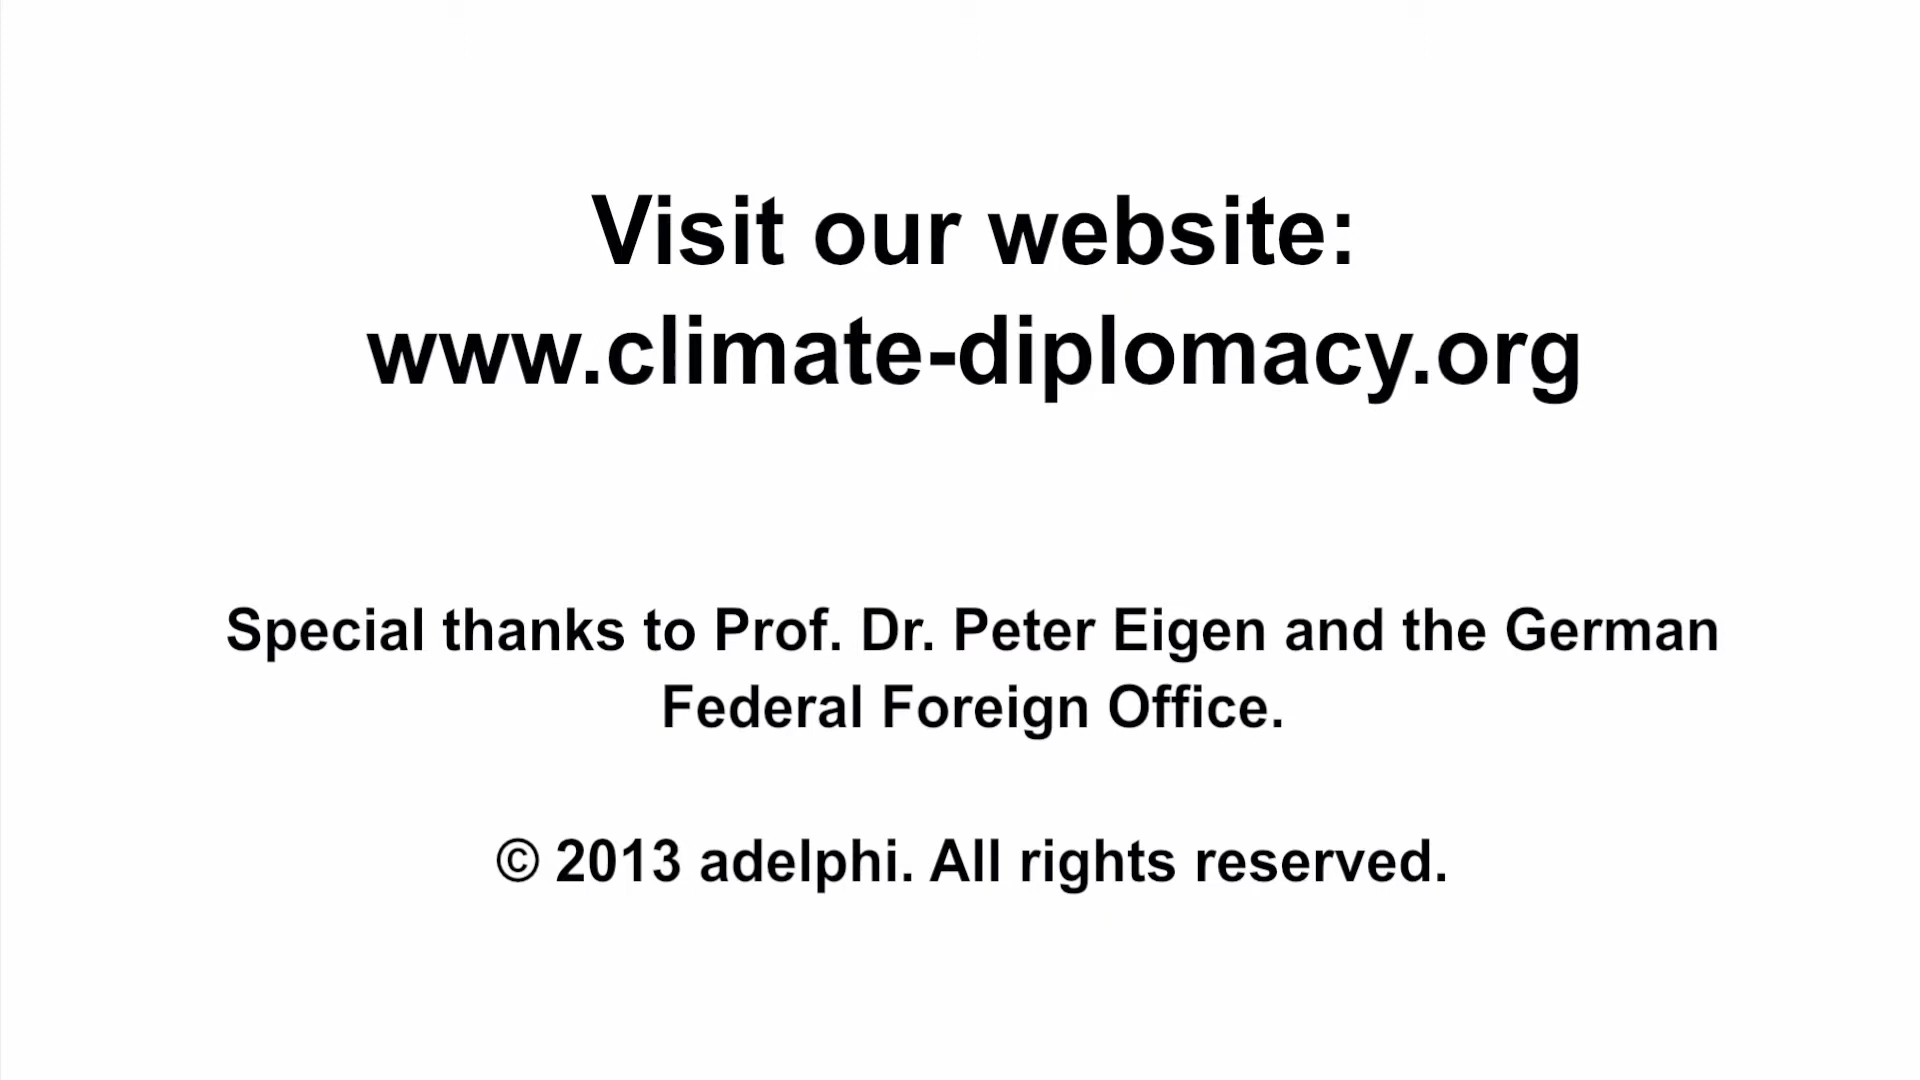 Visit our website:
www.climate-diplomacy.org
Special thanks to Prof. Dr. Peter Eigen and the German
Federal Foreign Office.
© 2013 adelphi. All rights reserved.